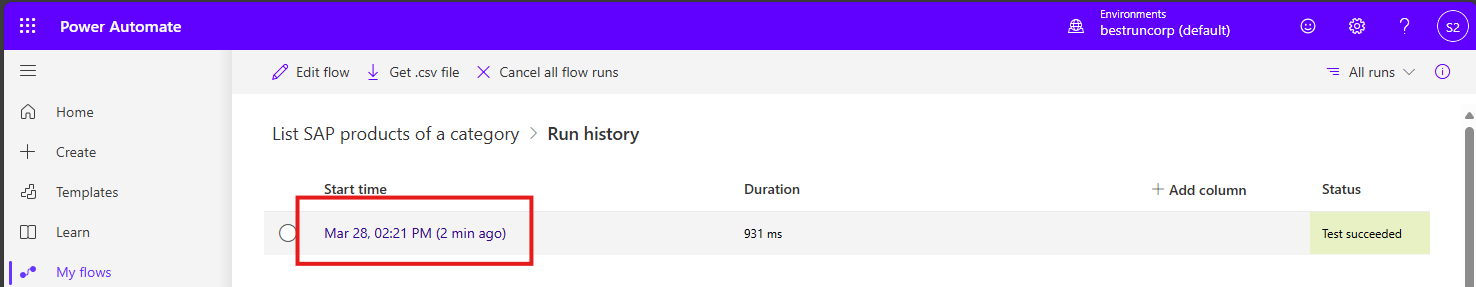 Power Automate
Environments
bestruncorp (default)
?
S2
Edit flow
Get .csv file
Cancel all flow runs
All runs
Home
Create
Templates
Learn
My flows
List SAP products of a category > Run history
Start time Duration + Add column Status
Mar 28, 02:21 PM (2 min ago) 931 ms Test succeeded